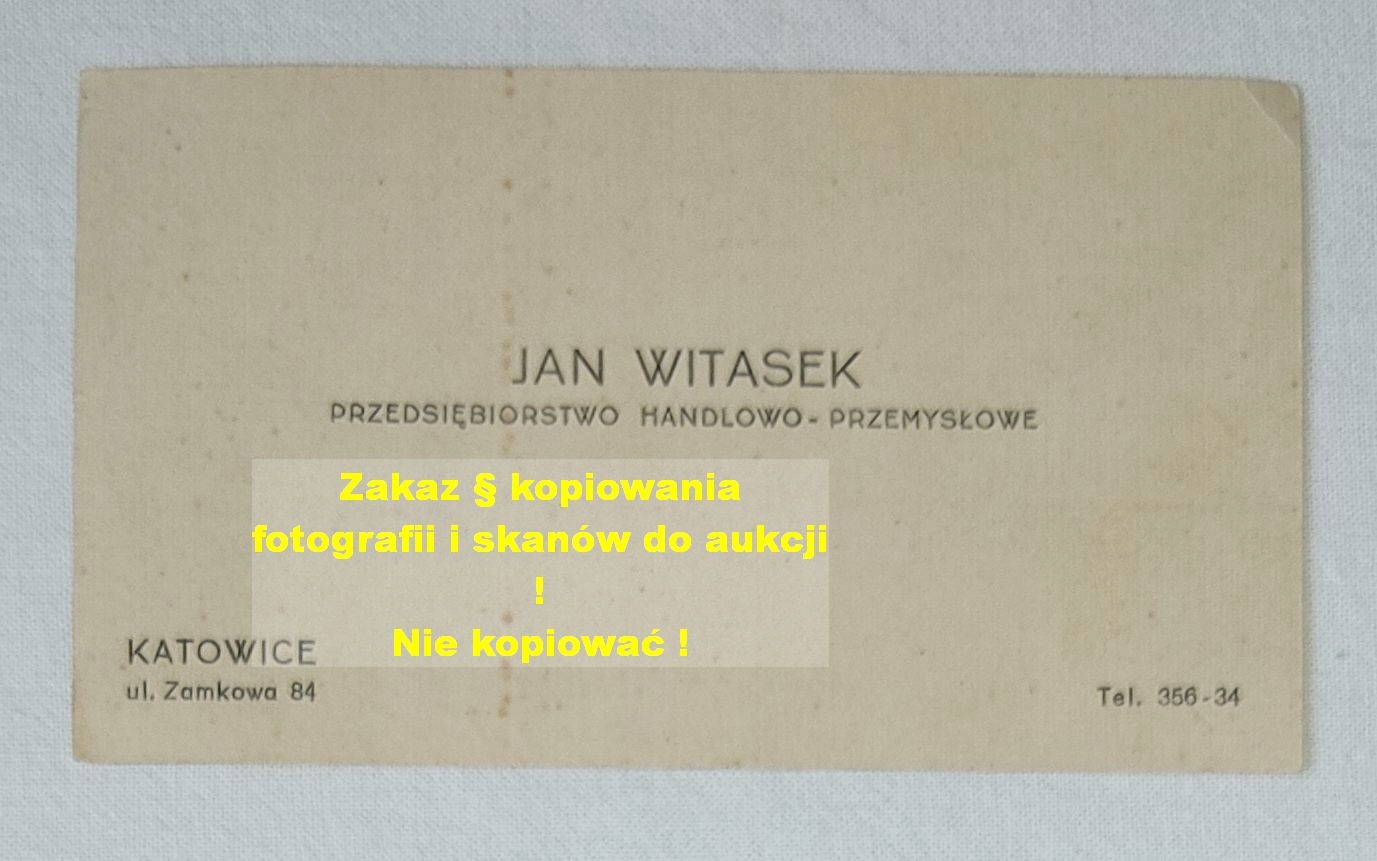 JAN WITASEK
PRZEDSIĘBIORSTWO HANDLOWO-PRZEMYSŁOWE
Zakaz § kopiowania
fotografii i skanów do aukcji
!
Nie kopiować !
KATOWICE
ul. Zamkowa 84
Tel. 356-34